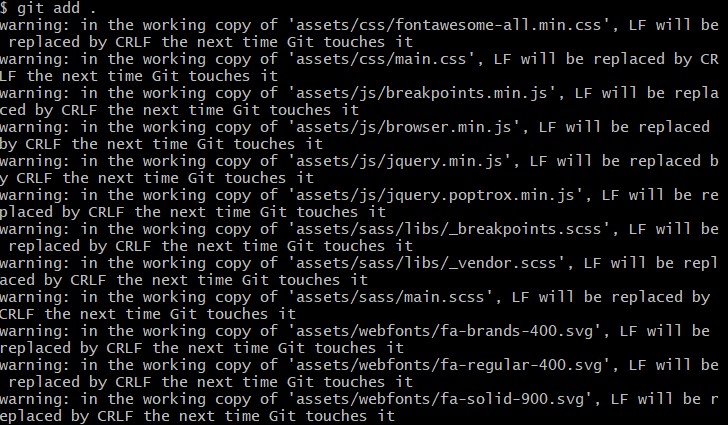 $ git add .
warning: in the working copy of 'assets/css/fontawesome-all.min.css', LF will be
 replaced by CRLF the next time Git touches it
warning: in the working copy of 'assets/css/main.css', LF will be replaced by CR
LF the next time Git touches it
warning: in the working copy of 'assets/js/breakpoints.min.js', LF will be repla
ced by CRLF the next time Git touches it
warning: in the working copy of 'assets/js/browser.min.js', LF will be replaced
by CRLF the next time Git touches it
warning: in the working copy of 'assets/js/jquery.min.js', LF will be replaced b
y CRLF the next time Git touches it
warning: in the working copy of 'assets/js/jquery.poptrox.min.js', LF will be re
placed by CRLF the next time Git touches it
warning: in the working copy of 'assets/sass/libs/_breakpoints.scss', LF will be
 replaced by CRLF the next time Git touches it
warning: in the working copy of 'assets/sass/libs/_vendor.scss', LF will be repl
aced by CRLF the next time Git touches it
warning: in the working copy of 'assets/sass/main.scss', LF will be replaced by
CRLF the next time Git touches it
warning: in the working copy of 'assets/webfonts/fa-brands-400.svg', LF will be
replaced by CRLF the next time Git touches it
warning: in the working copy of 'assets/webfonts/fa-regular-400.svg', LF will be
 replaced by CRLF the next time Git touches it
warning: in the working copy of 'assets/webfonts/fa-solid-900.svg', LF will be r
eplaced by CRLF the next time Git touches it